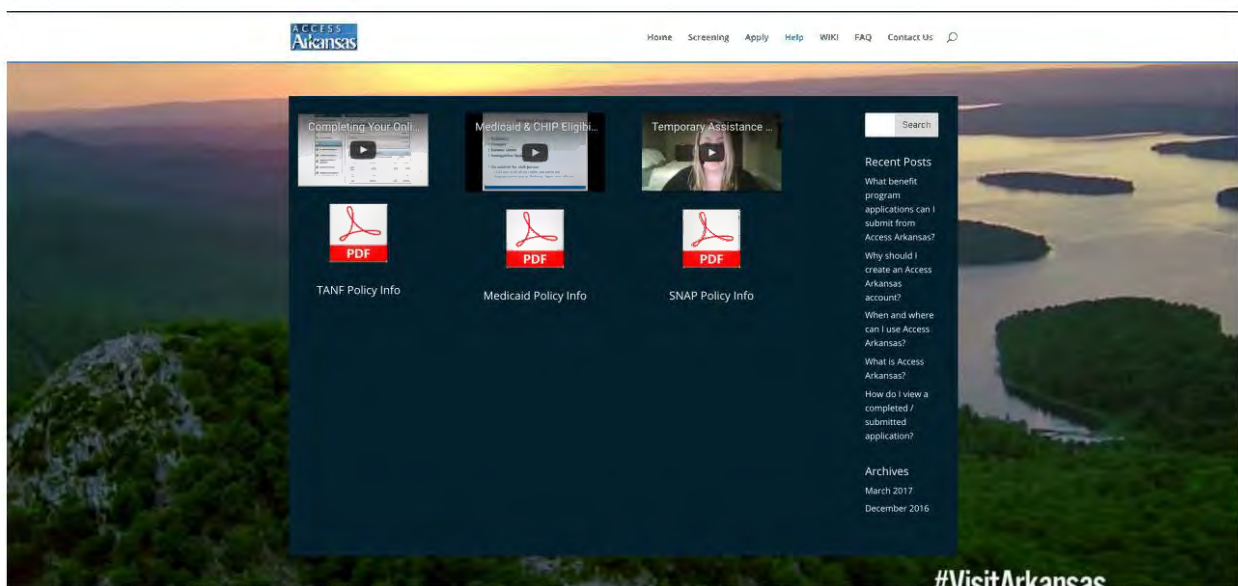 ACCESS
Arkansas
Home Screening Apply Help WIKI FAQ Contact Us
Completing Your Onli...
Medicaid & CHIP Eligibi...
Temporary Assistance ...
PDF
TANF Policy Info
PDF
Medicaid Policy Info
PDF
SNAP Policy Info
Search
Recent Posts
What benefit
program
applications can I
submit from
Access Arkansas?
Why should I
create an Access
Arkansas
account?
When and where
can I use Access
Arkansas?
What is Access
Arkansas?
How do I view a
completed /
submitted
application?
Archives
March 2017
December 2016
#VisitArkansas